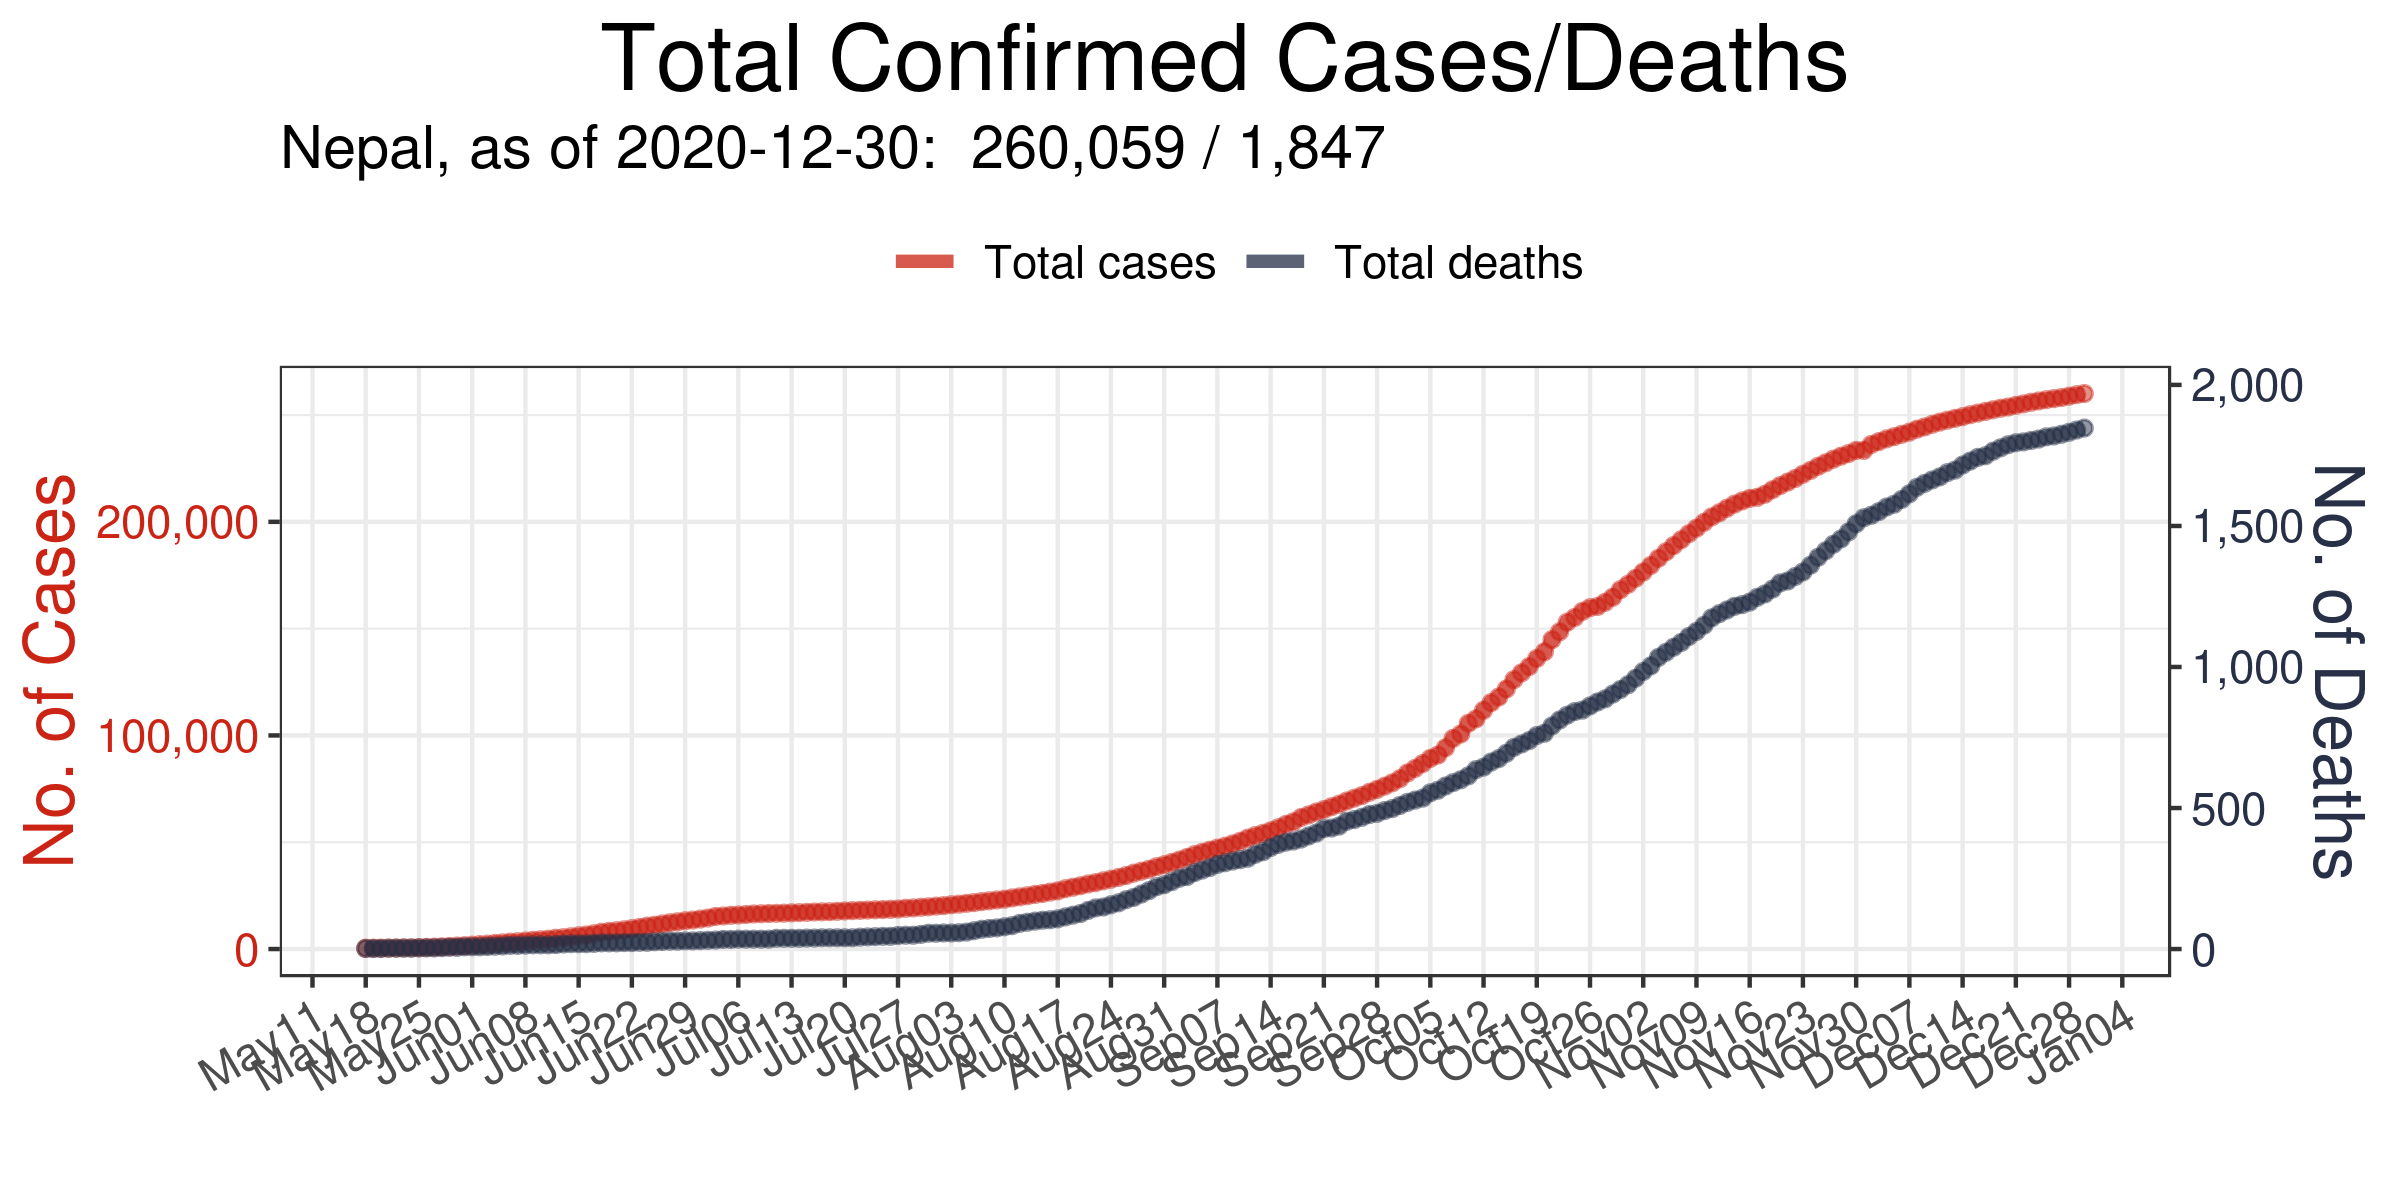 Total Confirmed Cases/Deaths
Nepal, as of 2020-12-30:  260,059 / 1,847
Total cases
Total deaths
No. of Cases
200,000
100,000
0
2,000
1,500
1,000
500
0
No. of Deaths
May11
May18
May25
Jun01
Jun08
Jun15
Jun22
Jun29
Jul06
Jul13
Jul20
Jul27
Aug03
Aug10
Aug17
Aug24
Aug31
Sep07
Sep14
Sep21
Sep28
Oct05
Oct12
Oct19
Oct26
Nov02
Nov09
Nov16
Nov23
Nov30
Dec07
Dec14
Dec21
Dec28
Jan04